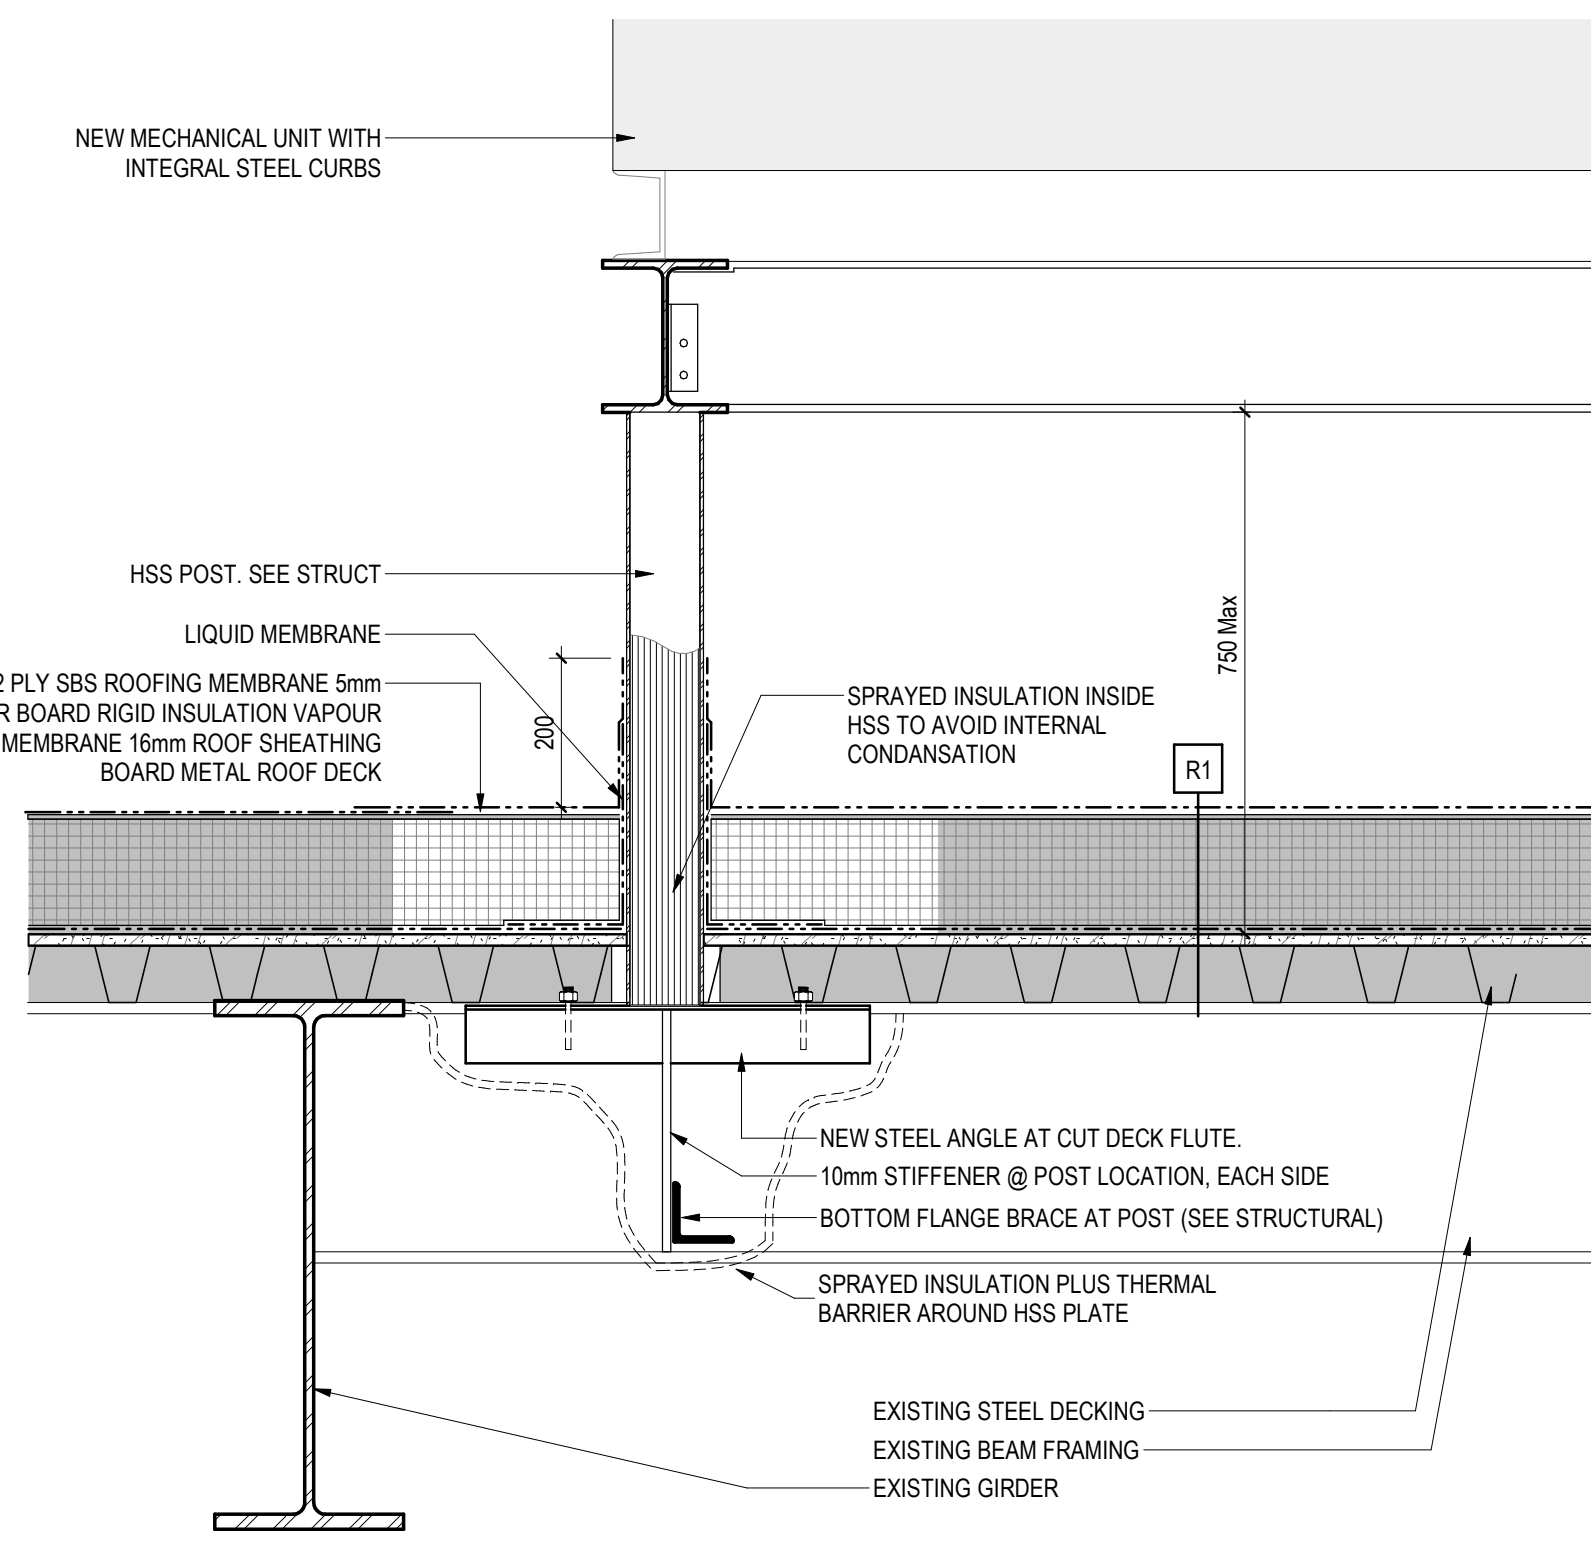 NEW MECHANICAL UNIT WITH
INTEGRAL STEEL CURBS
HSS POST. SEE STRUCT
LIQUID MEMBRANE
2 PLY SBS ROOFING MEMBRANE 5mm
R BOARD RIGID INSULATION VAPOUR
MEMBRANE 16mm ROOF SHEATHING
BOARD METAL ROOF DECK
200
SPRAYED INSULATION INSIDE
HSS TO AVOID INTERNAL
CONDANSATION
750 Max
R1
NEW STEEL ANGLE AT CUT DECK FLUTE.
10mm STIFFENER @ POST LOCATION, EACH SIDE
BOTTOM FLANGE BRACE AT POST (SEE STRUCTURAL)
SPRAYED INSULATION PLUS THERMAL
BARRIER AROUND HSS PLATE
EXISTING STEEL DECKING
EXISTING BEAM FRAMING
EXISTING GIRDER